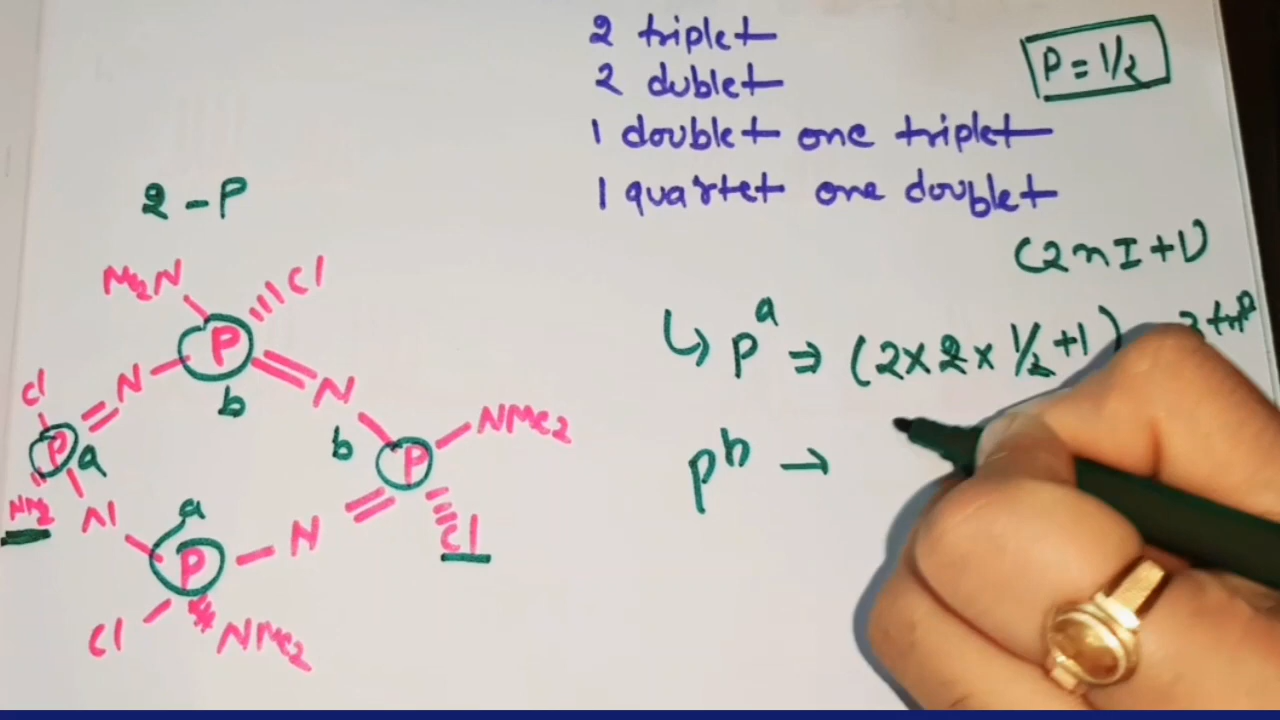 2 triplet
2 dublet
1 doublet one triplet
1 quartet one doublet
P = 1/2
(2nI+1)
2 - P
Me2N
Cl
P
N
N
b
Cl
P
a
NMe2
b
P
N
a
N
Cl
P
Cl
NMe2
↳ Pᵃ ⇒ (2×2×1/2+1)
Pᵇ →